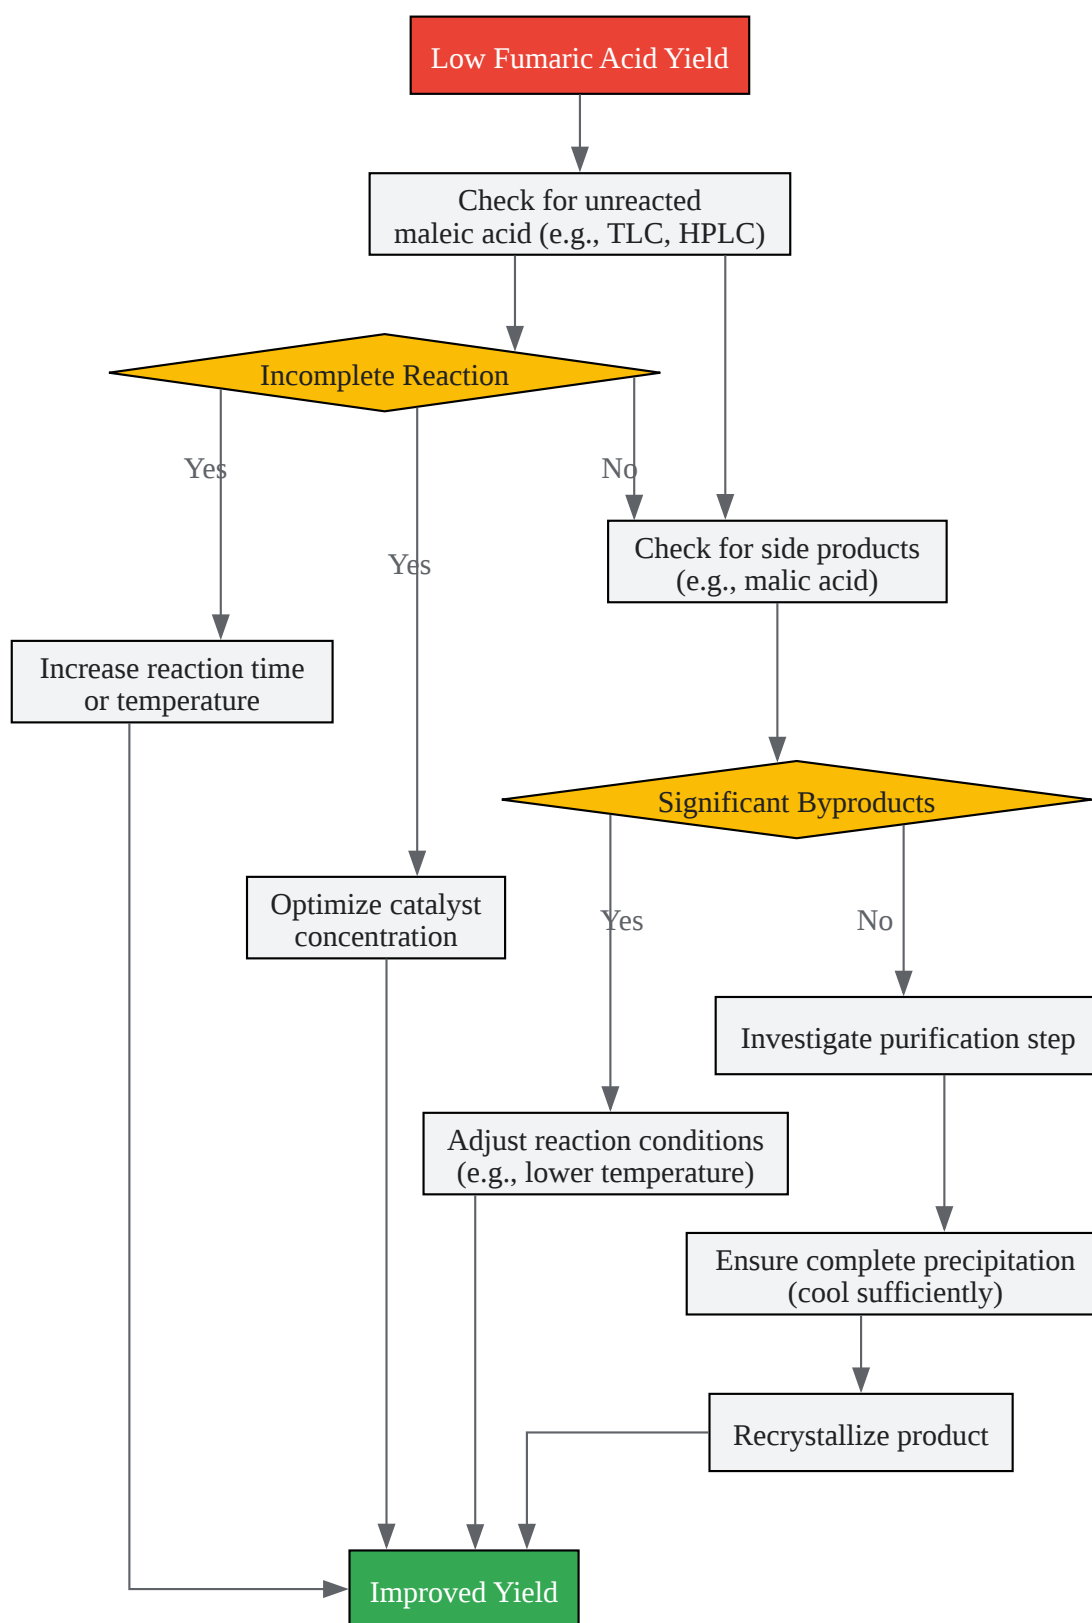 Low Fumaric Acid Yield
Check for unreacted
maleic acid (e.g., TLC, HPLC)
Incomplete Reaction
Yes
No
Yes
Check for side products
(e.g., malic acid)
Increase reaction time
or temperature
Significant Byproducts
Optimize catalyst
concentration
Yes
No
Investigate purification step
Adjust reaction conditions
(e.g., lower temperature)
Ensure complete precipitation
(cool sufficiently)
Recrystallize product
Improved Yield